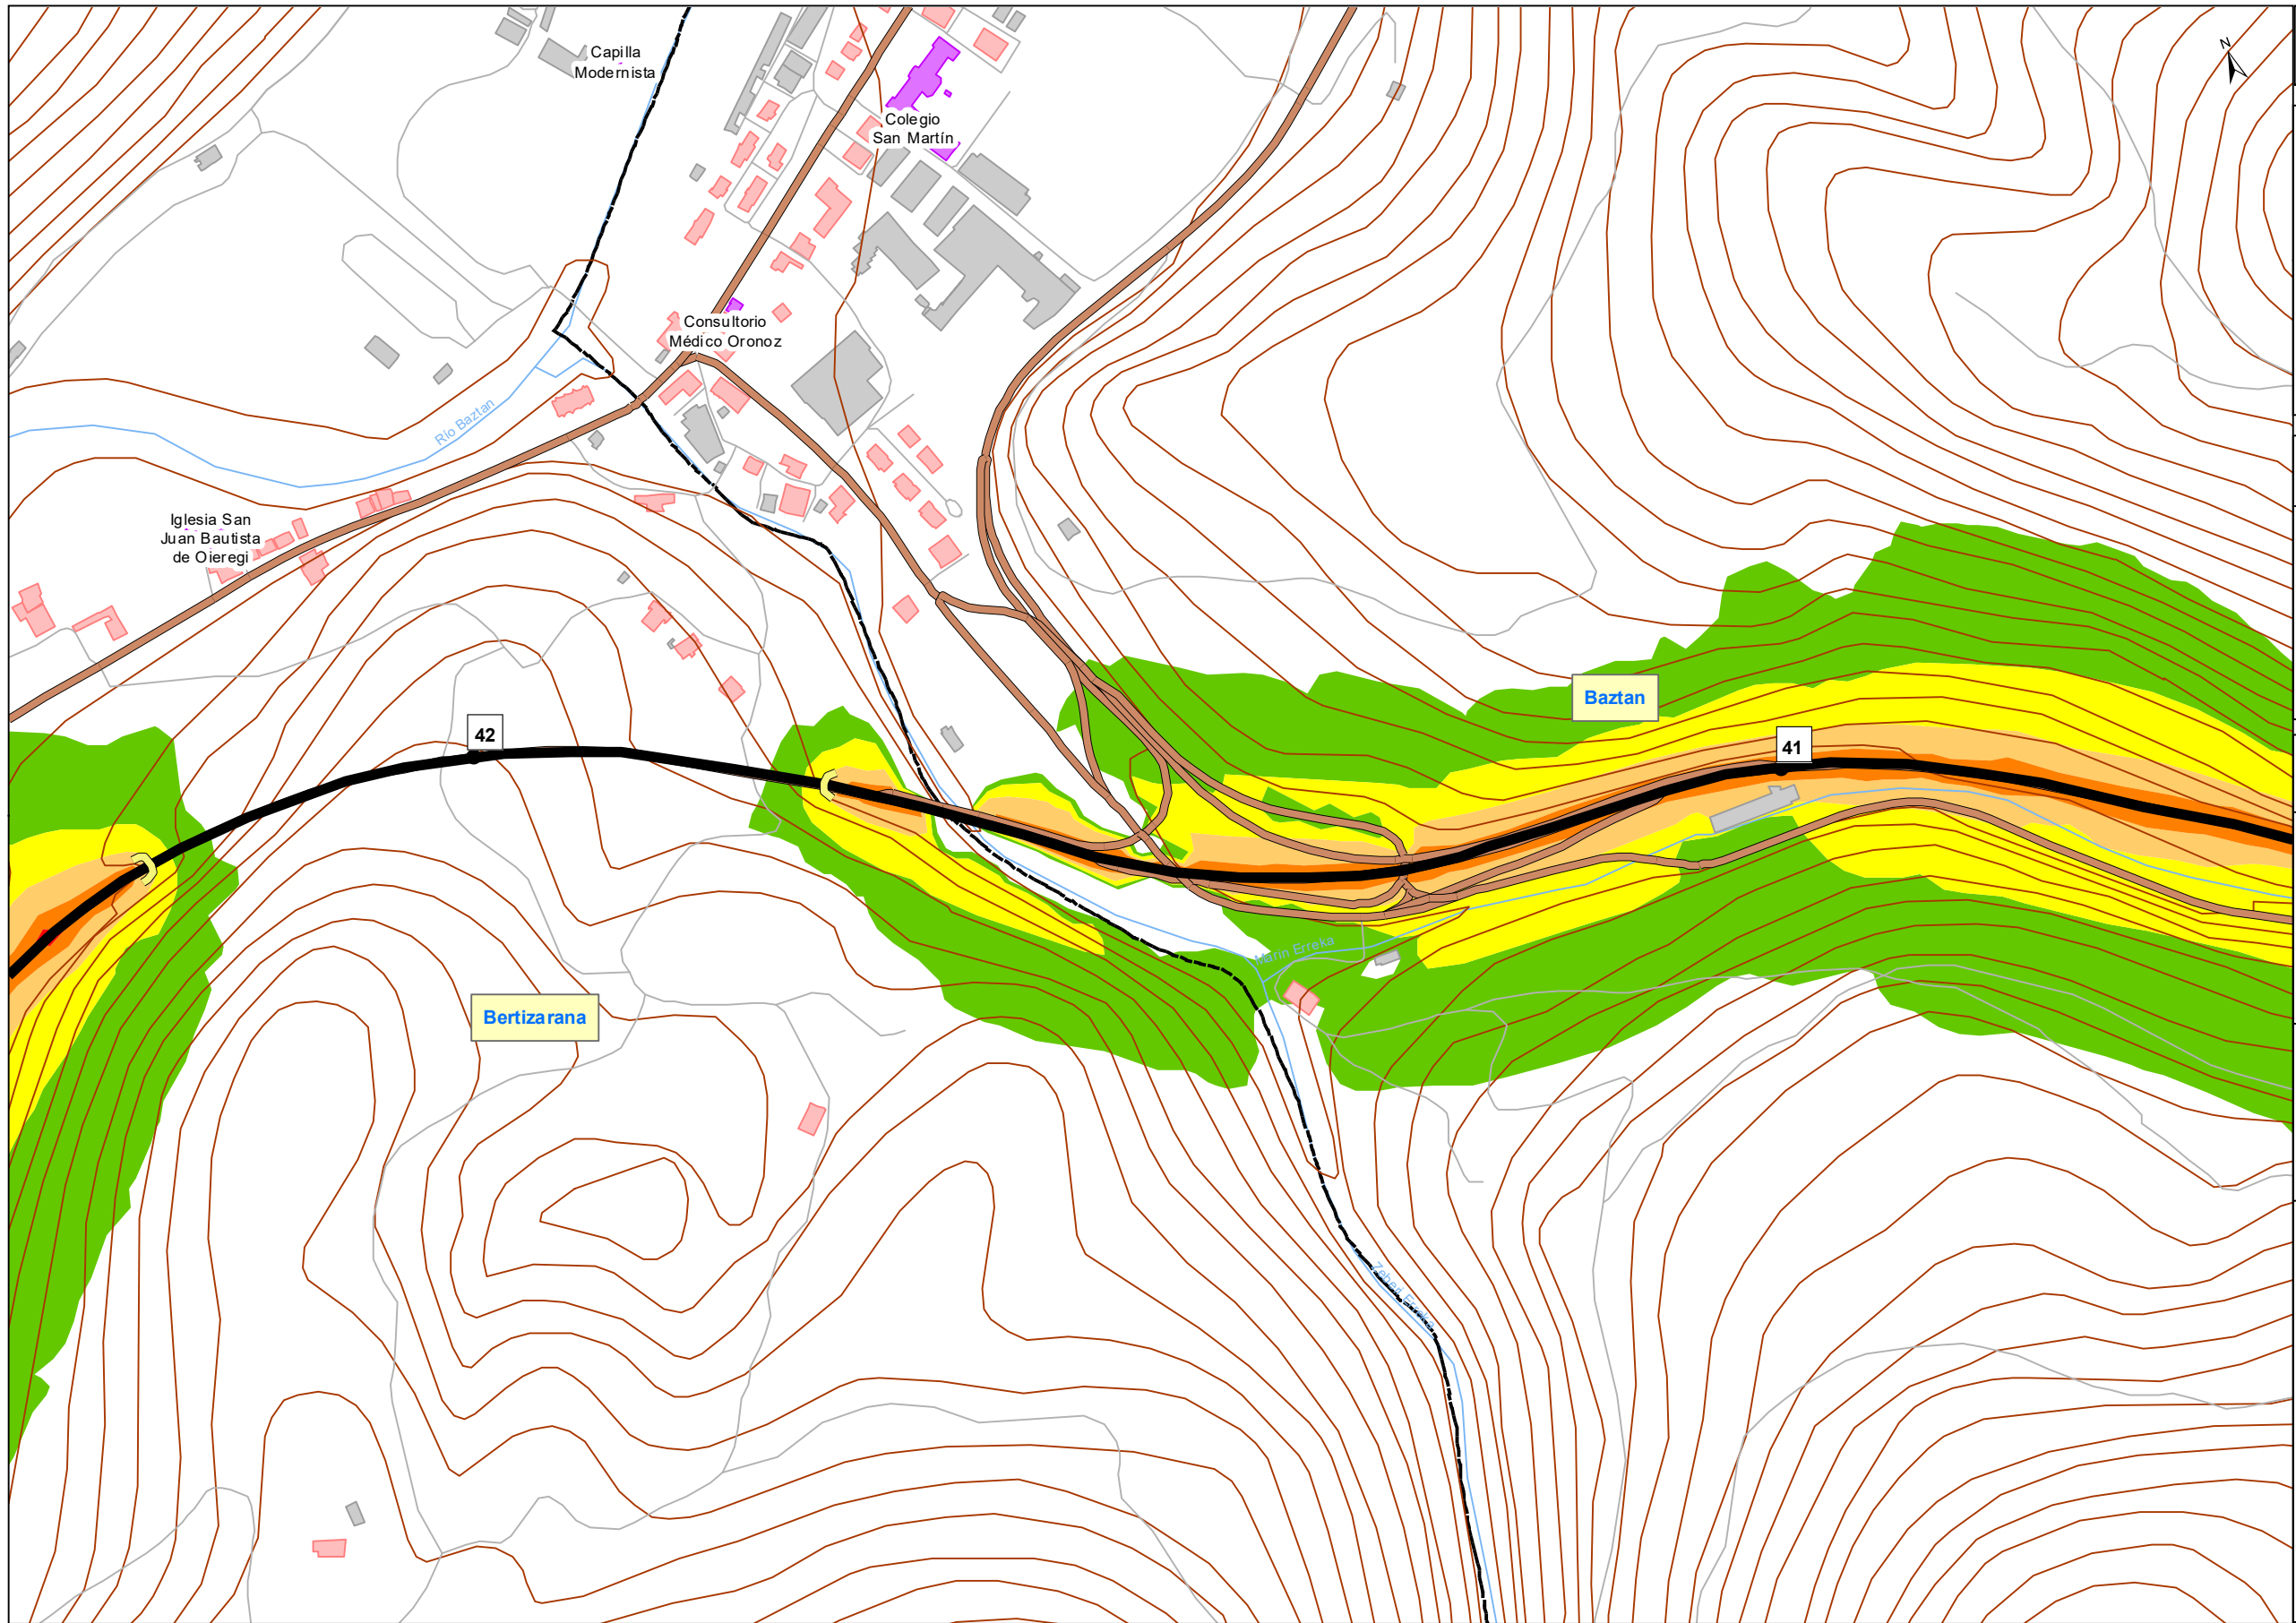 Capilla
Modernista
N
Colegio
San Martín
Consultorio
Médico Oronoz
Río Baztan
Iglesia San
Juan Bautista
de Oieregi
Baztan
42
41
Marin Erreka
Bertizarana
Erreka